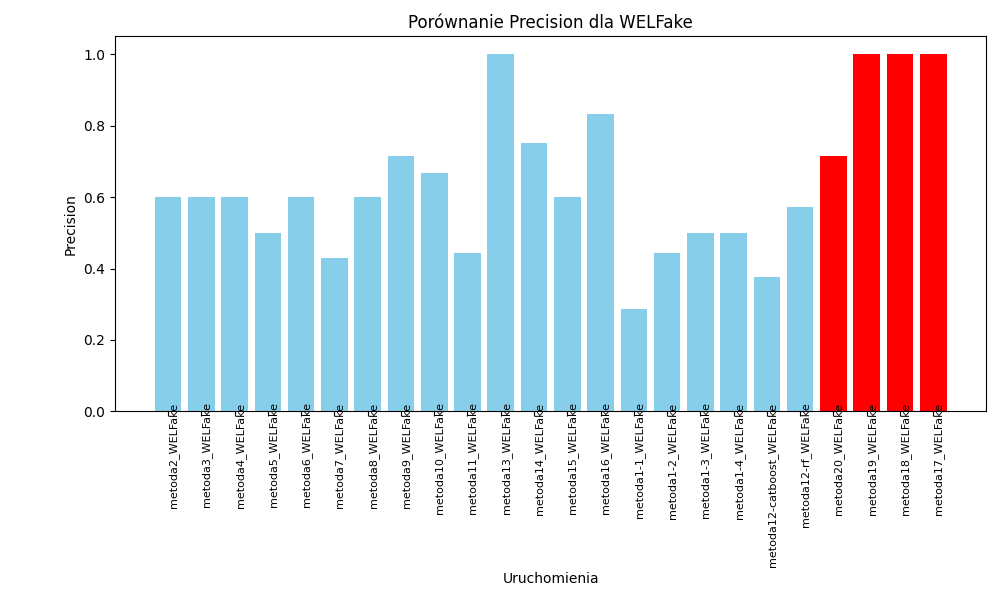 Porównanie Precision dla WELFake
Precision
1.0
0.8
0.6
0.4
0.2
0.0
metoda2_WELFake
metoda3_WELFake
metoda4_WELFake
metoda5_WELFake
metoda6_WELFake
metoda7_WELFake
metoda8_WELFake
metoda9_WELFake
metoda10_WELFake
metoda11_WELFake
metoda13_WELFake
metoda14_WELFake
metoda15_WELFake
metoda16_WELFake
metoda1-1_WELFake
metoda1-2_WELFake
metoda1-3_WELFake
metoda1-4_WELFake
metoda12-catboost_WELFake
metoda12-rf_WELFake
metoda20_WELFake
metoda19_WELFake
metoda18_WELFake
metoda17_WELFake
Uruchomienia